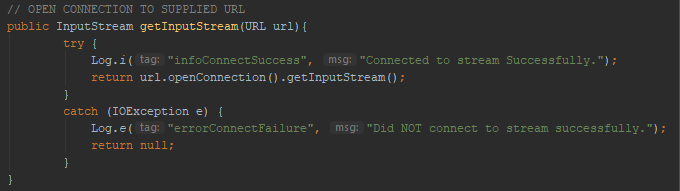 // OPEN CONNECTION TO SUPPLIED URL
public InputStream getInputStream(URL url){
try {
Log.i( tag: "infoConnectSuccess", msg: "Connected to stream Successfully.");
return url.openConnection().getInputStream();
}
catch (IOException e) {
Log.e( tag: "errorConnectFailure", msg: "Did NOT connect to stream successfully.");
return null;
}
}